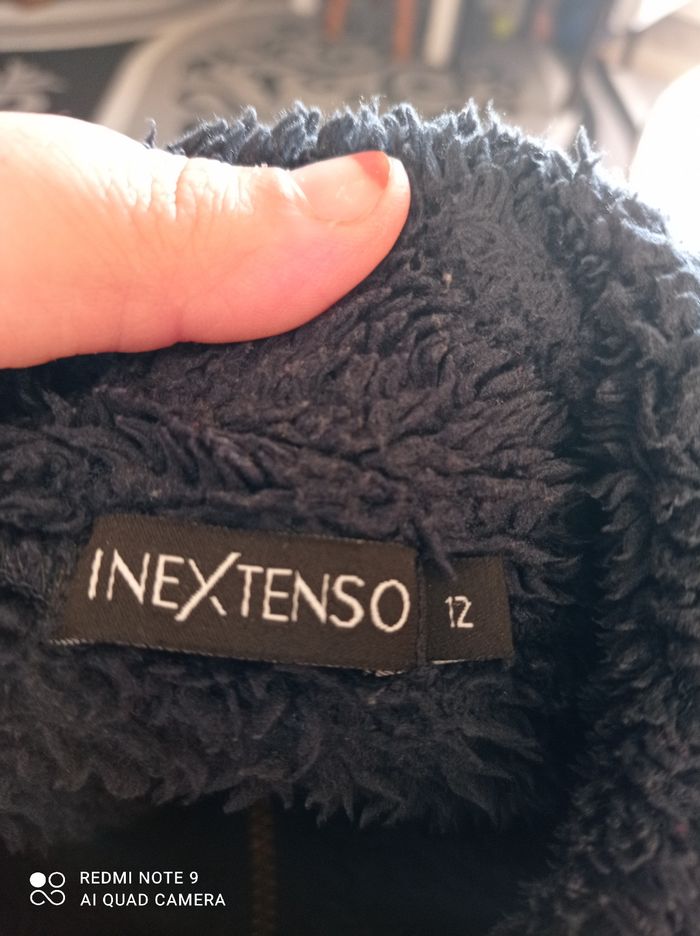 INEXTENSO
12
REDMI NOTE 9
AI QUAD CAMERA